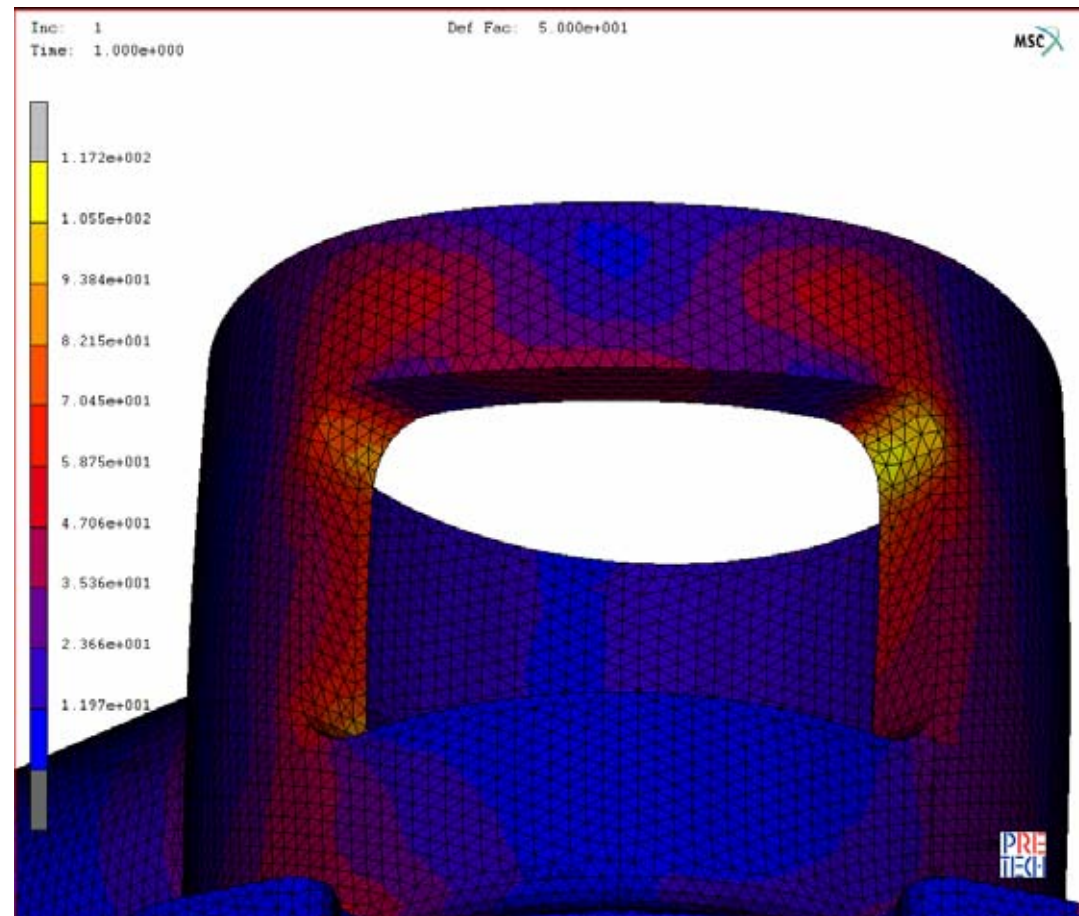 Inc: 1
Time: 1.000e+000
Def Fac: 5.000e+001
MSC
1.172e+002
1.055e+002
9.384e+001
8.215e+001
7.045e+001
5.875e+001
4.706e+001
3.536e+001
2.366e+001
1.197e+001
PRE
TECH